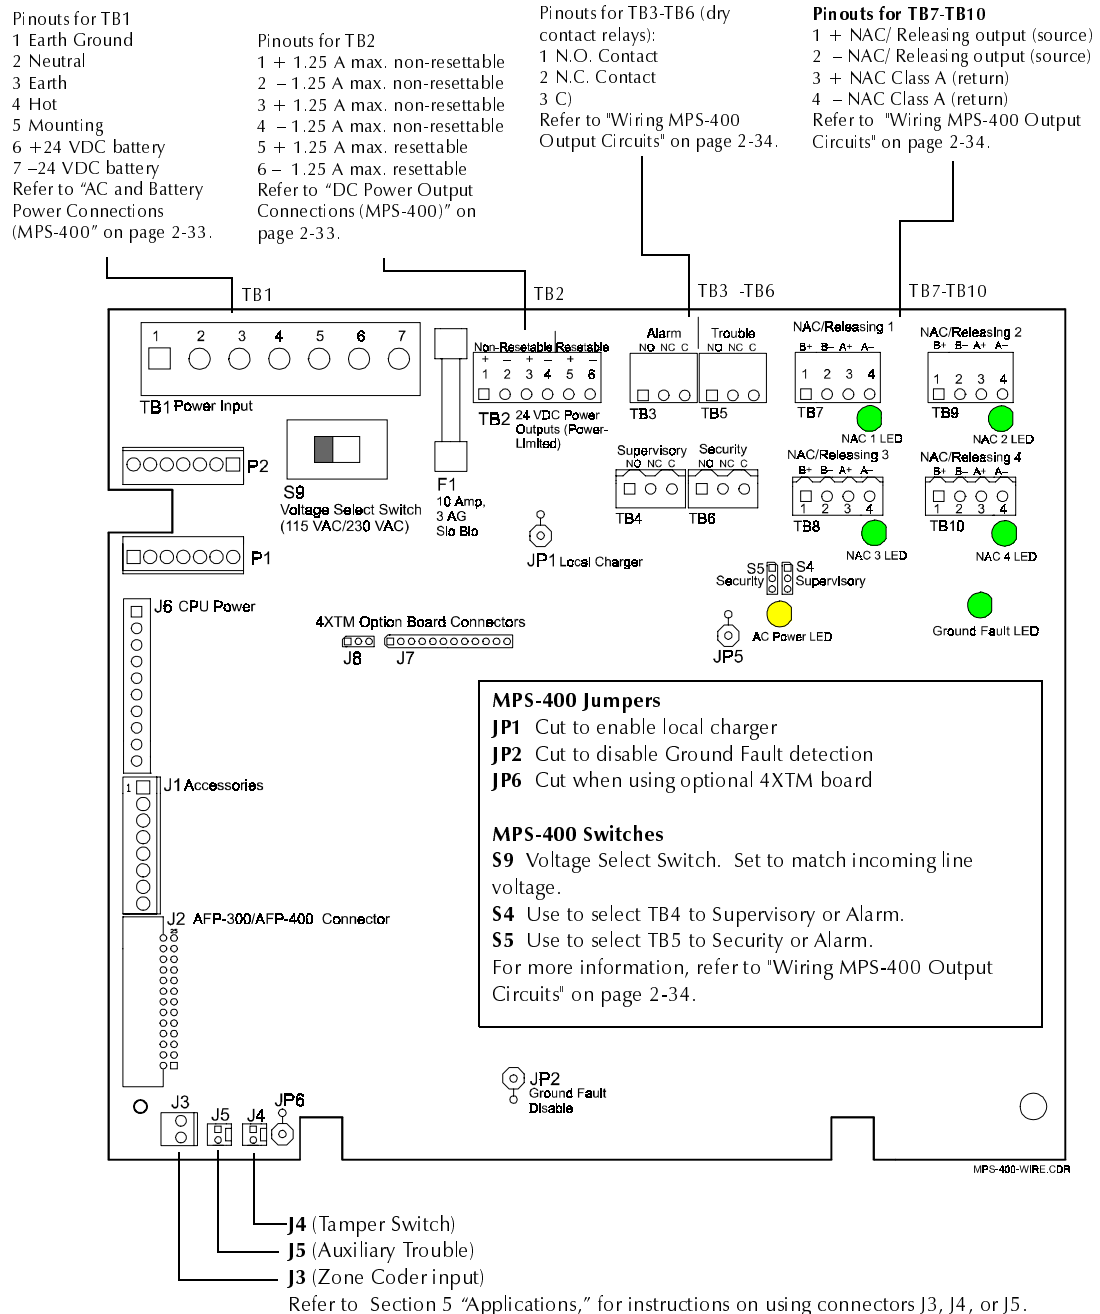 Pinouts for TB1
1 Earth Ground
2 Neutral
3 Earth
4 Hot
5 Mounting
6 +24 VDC battery
7 –24 VDC battery
Refer to “AC and Battery
Power Connections
(MPS-400” on page 2-33.
Pinouts for TB2
1 + 1.25 A max. non-resettable
2 – 1.25 A max. non-resettable
3 + 1.25 A max. non-resettable
4 – 1.25 A max. non-resettable
5 + 1.25 A max. resettable
6 – 1.25 A max. resettable
Refer to “DC Power Output
Connections (MPS-400)” on
page 2-33.
Pinouts for TB3-TB6 (dry
contact relays):
1 N.O. Contact
2 N.C. Contact
3 C)
Refer to "Wiring MPS-400
Output Circuits" on page 2-34.
Pinouts for TB7-TB10
1 + NAC/ Releasing output (source)
2 – NAC/ Releasing output (source)
3 + NAC Class A (return)
4 – NAC Class A (return)
Refer to "Wiring MPS-400 Output
Circuits" on page 2-34.
TB1
TB2
TB3 -TB6
TB7-TB10
1 2 3 4 5 6 7
TB1 Power Input
Non-Resetable Resetable
+ – + – + –
1 2 3 4 5 6
TB2 24 VDC Power
Outputs (Power-
Limited)
Alarm
NO NC C
TB3
Trouble
NO NC C
TB5
NAC/Releasing 1
B+ B– A+ A–
1 2 3 4
TB7
NAC 1 LED
NAC/Releasing 2
B+ B– A+ A–
1 2 3 4
TB9
NAC 2 LED
P2
S9
Voltage Select Switch
(115 VAC/230 VAC)
F1
10 Amp,
3 AG
Slo Blo
Supervisory
NO NC C
TB4
Security
NO NC C
TB6
NAC/Releasing 3
B+ B– A+ A–
1 2 3 4
TB8
NAC 3 LED
NAC/Releasing 4
B+ B– A+ A–
1 2 3 4
TB10
NAC 4 LED
P1
JP1 Local Charger
S5
Security
S4
Supervisory
AC Power LED
JP5
Ground Fault LED
J6 CPU Power
4XTM Option Board Connectors
J8
J7
MPS-400 Jumpers
JP1 Cut to enable local charger
JP2 Cut to disable Ground Fault detection
JP6 Cut when using optional 4XTM board
MPS-400 Switches
S9 Voltage Select Switch. Set to match incoming line
voltage.
S4 Use to select TB4 to Supervisory or Alarm.
S5 Use to select TB5 to Security or Alarm.
For more information, refer to "Wiring MPS-400 Output
Circuits" on page 2-34.
1
J1 Accessories
J2 AFP-300/AFP-400 Connector
JP2
Ground Fault
Disable
J3
J5
J4
JP6
MPS-400-WIRE.CDR
J4 (Tamper Switch)
J5 (Auxiliary Trouble)
J3 (Zone Coder input)
Refer to Section 5 “Applications,” for instructions on using connectors J3, J4, or J5.